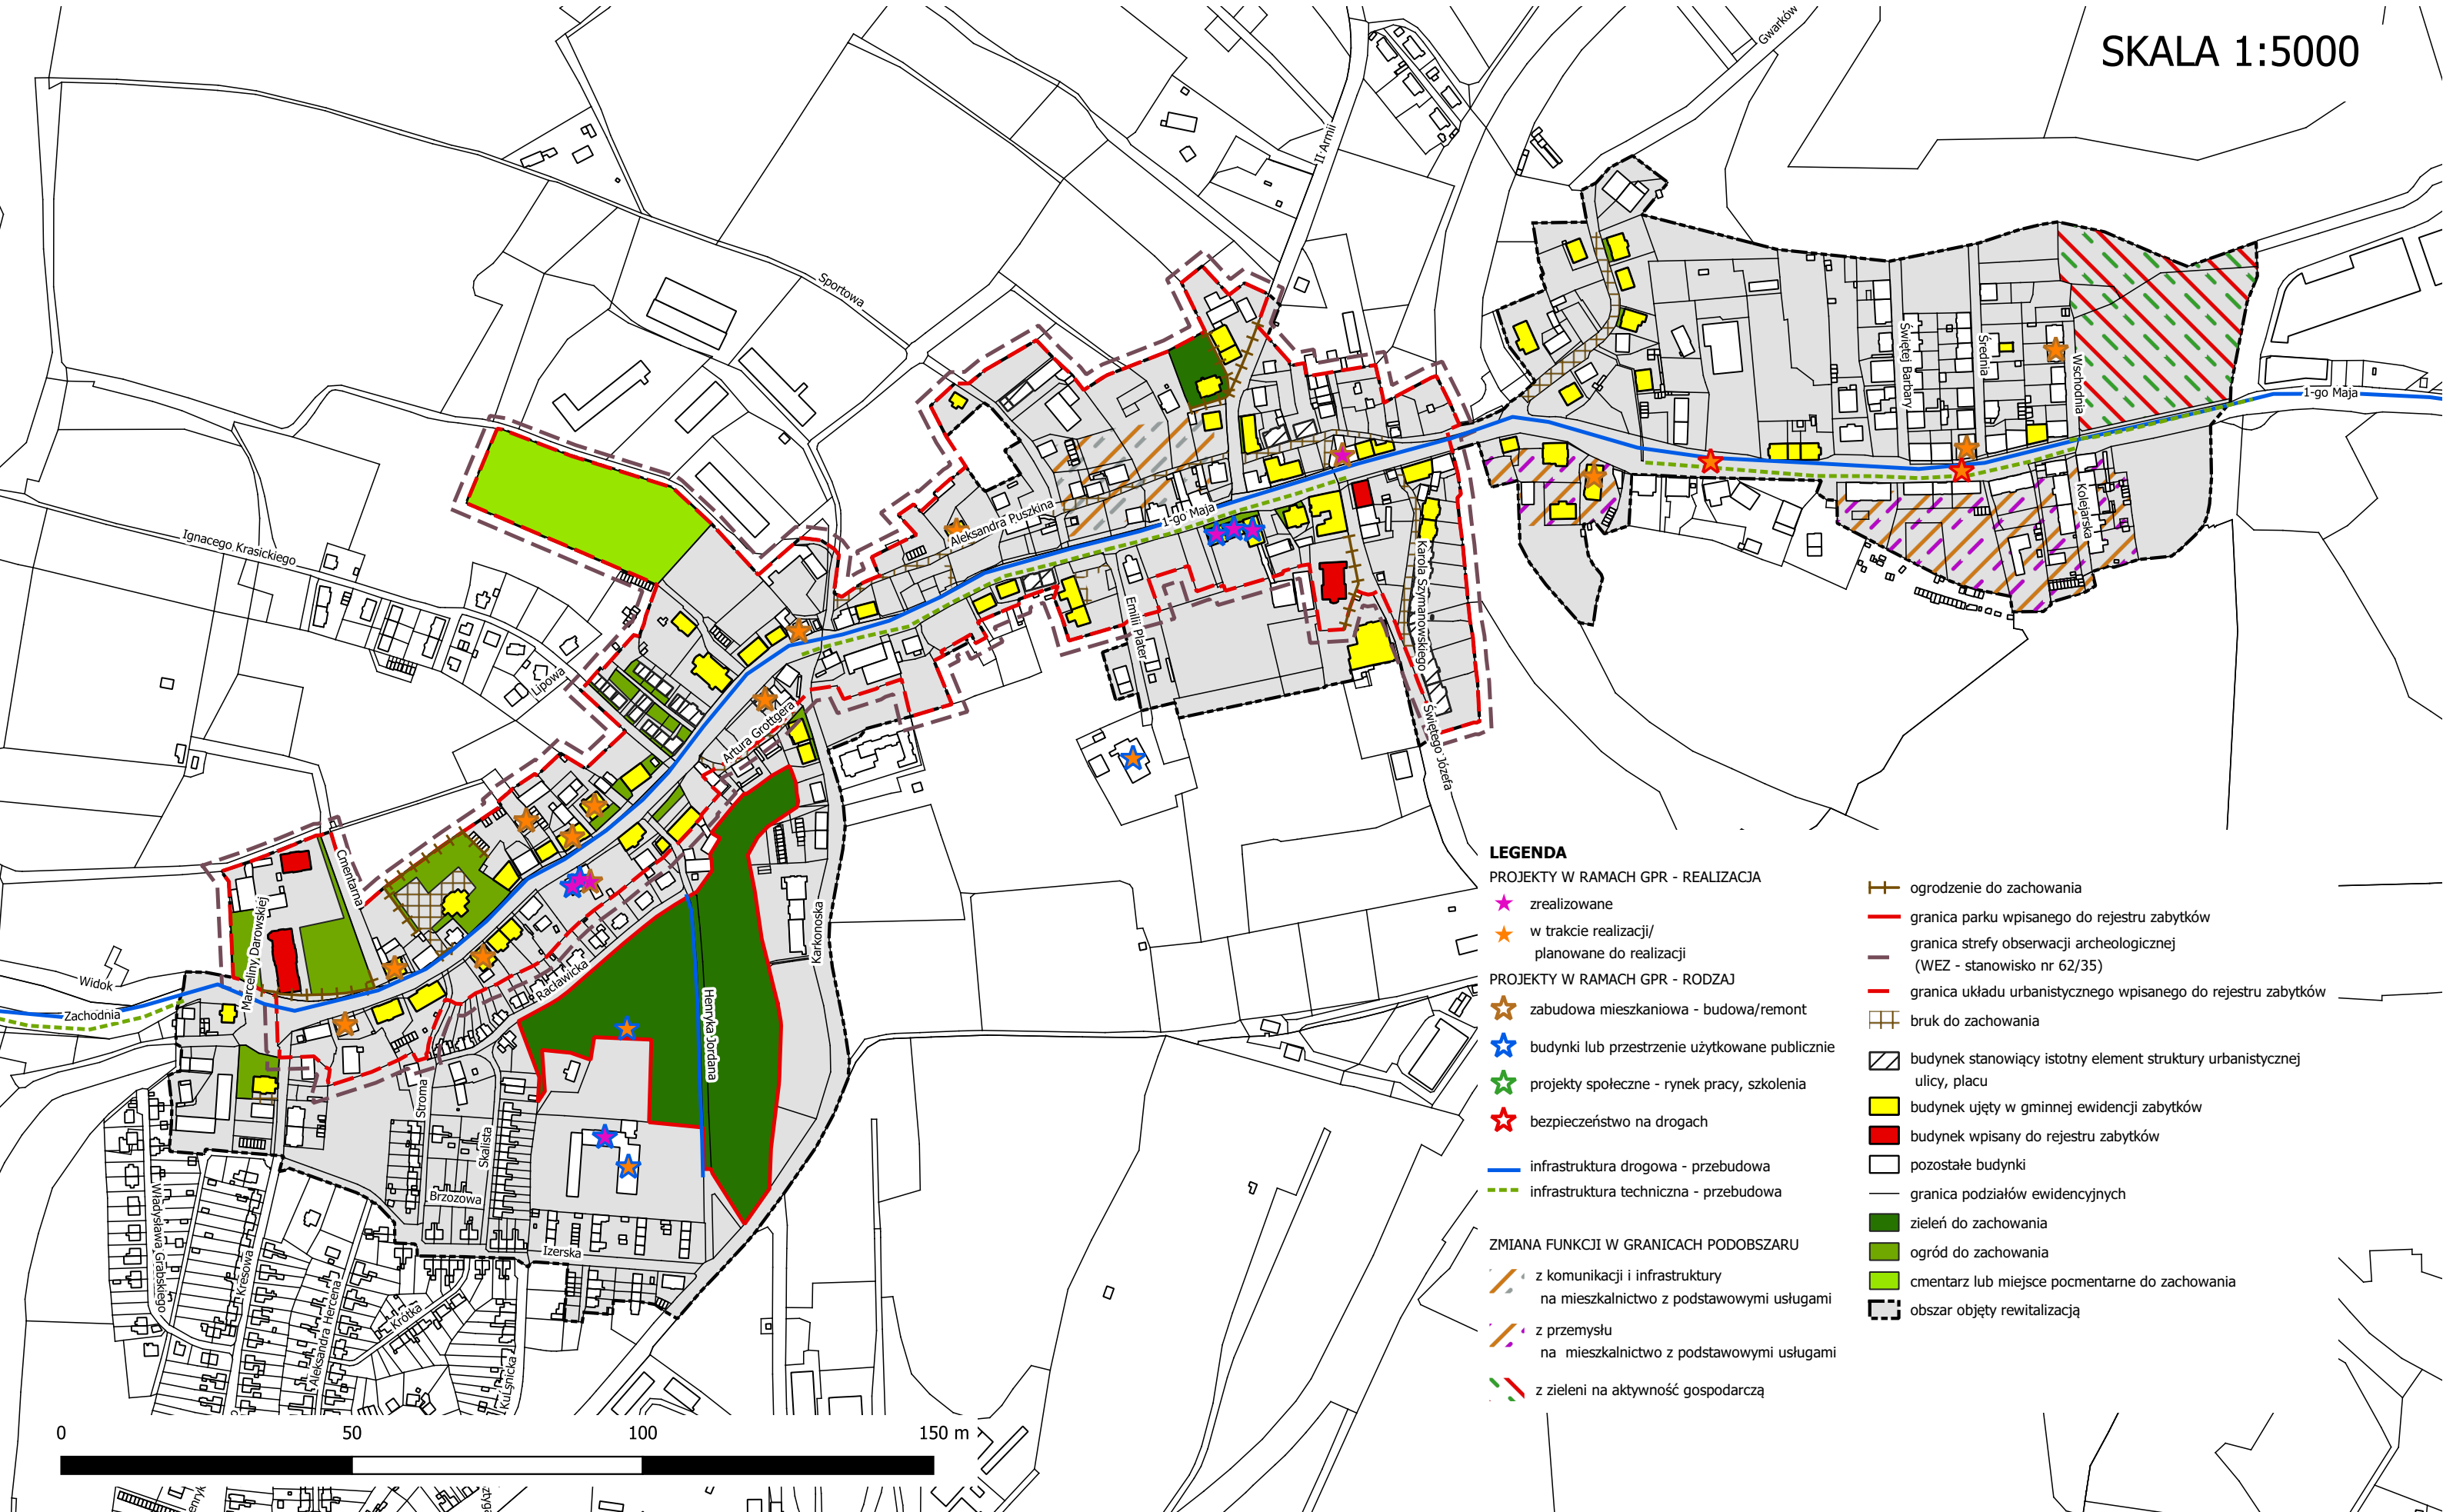 SKALA 1:5000
Gwarków
II Armii
Sportowa
Świętej Barbary
Średnia
Wschodnia
1-go Maja
Ignacego Krasickiego
Aleksandra Puszkina
1-go Maja
Kolejarska
Karola Szymanowskiego
Emilii Plater
Lipowa
Artura Grottgera
Świętego Józefa
Cmentarna
Marceliny Darowskiej
Karkonoska
Racławicka
Widok
Zachodnia
Henryka Jordana
Stroma
Skalista
Brzozowa
Izerska
Władysława Grabskiego
Kresowa
Aleksandra Hercena
Krótka
Kuźnicka
LEGENDA
PROJEKTY W RAMACH GPR - REALIZACJA
zrealizowane
w trakcie realizacji/
planowane do realizacji
PROJEKTY W RAMACH GPR - RODZAJ
zabudowa mieszkaniowa - budowa/remont
budynki lub przestrzenie użytkowane publicznie
projekty społeczne - rynek pracy, szkolenia
bezpieczeństwo na drogach
infrastruktura drogowa - przebudowa
infrastruktura techniczna - przebudowa
ZMIANA FUNKCJI W GRANICACH PODOBSZARU
z komunikacji i infrastruktury
na mieszkalnictwo z podstawowymi usługami
z przemysłu
na mieszkalnictwo z podstawowymi usługami
z zieleni na aktywność gospodarczą
ogrodzenie do zachowania
granica parku wpisanego do rejestru zabytków
granica strefy obserwacji archeologicznej
(WEZ - stanowisko nr 62/35)
granica układu urbanistycznego wpisanego do rejestru zabytków
bruk do zachowania
budynek stanowiący istotny element struktury urbanistycznej
ulicy, placu
budynek ujęty w gminnej ewidencji zabytków
budynek wpisany do rejestru zabytków
pozostałe budynki
granica podziałów ewidencyjnych
zieleń do zachowania
ogród do zachowania
cmentarz lub miejsce pocmentarne do zachowania
obszar objęty rewitalizacją
0 50 100 150 m